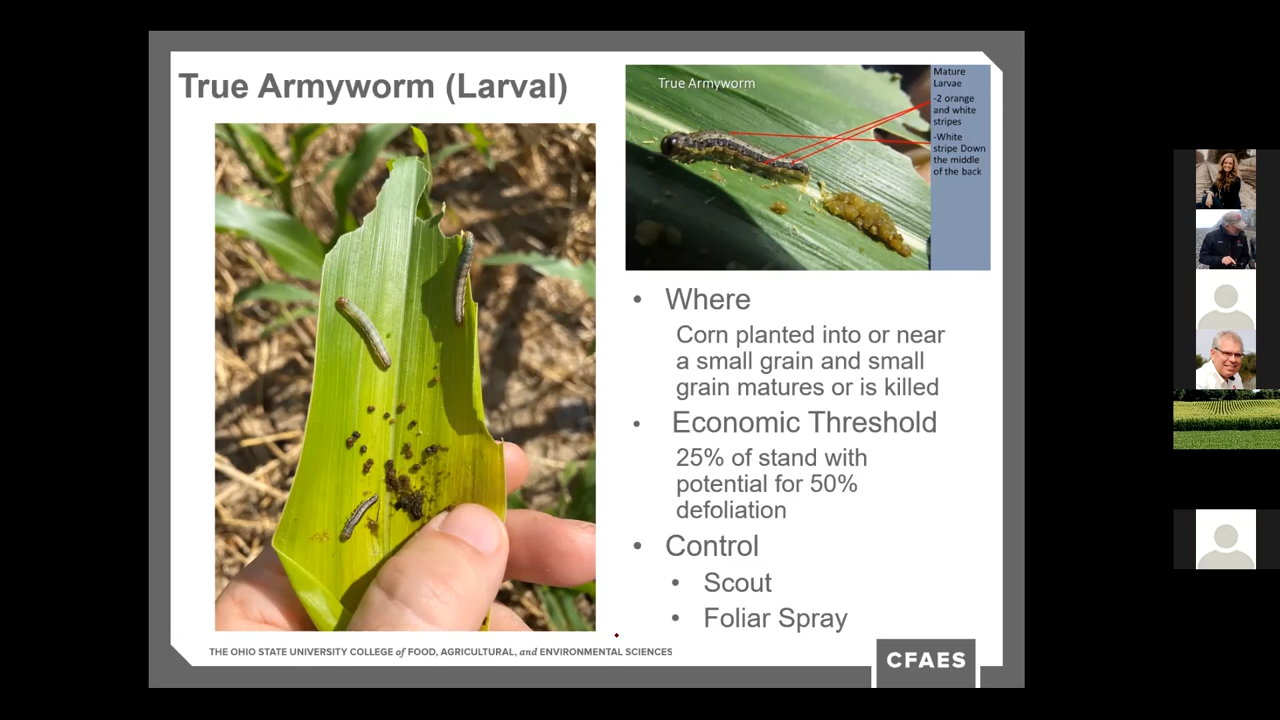 True Armyworm (Larval)
True Armyworm
Mature
Larvae
-2 orange
and white
stripes
-White
stripe Down
the middle
of the back
• Where
Corn planted into or near
a small grain and small
grain matures or is killed
• Economic Threshold
25% of stand with
potential for 50%
defoliation
• Control
• Scout
• Foliar Spray
THE OHIO STATE UNIVERSITY COLLEGE of FOOD, AGRICULTURAL, and ENVIRONMENTAL SCIENCES
CFAES